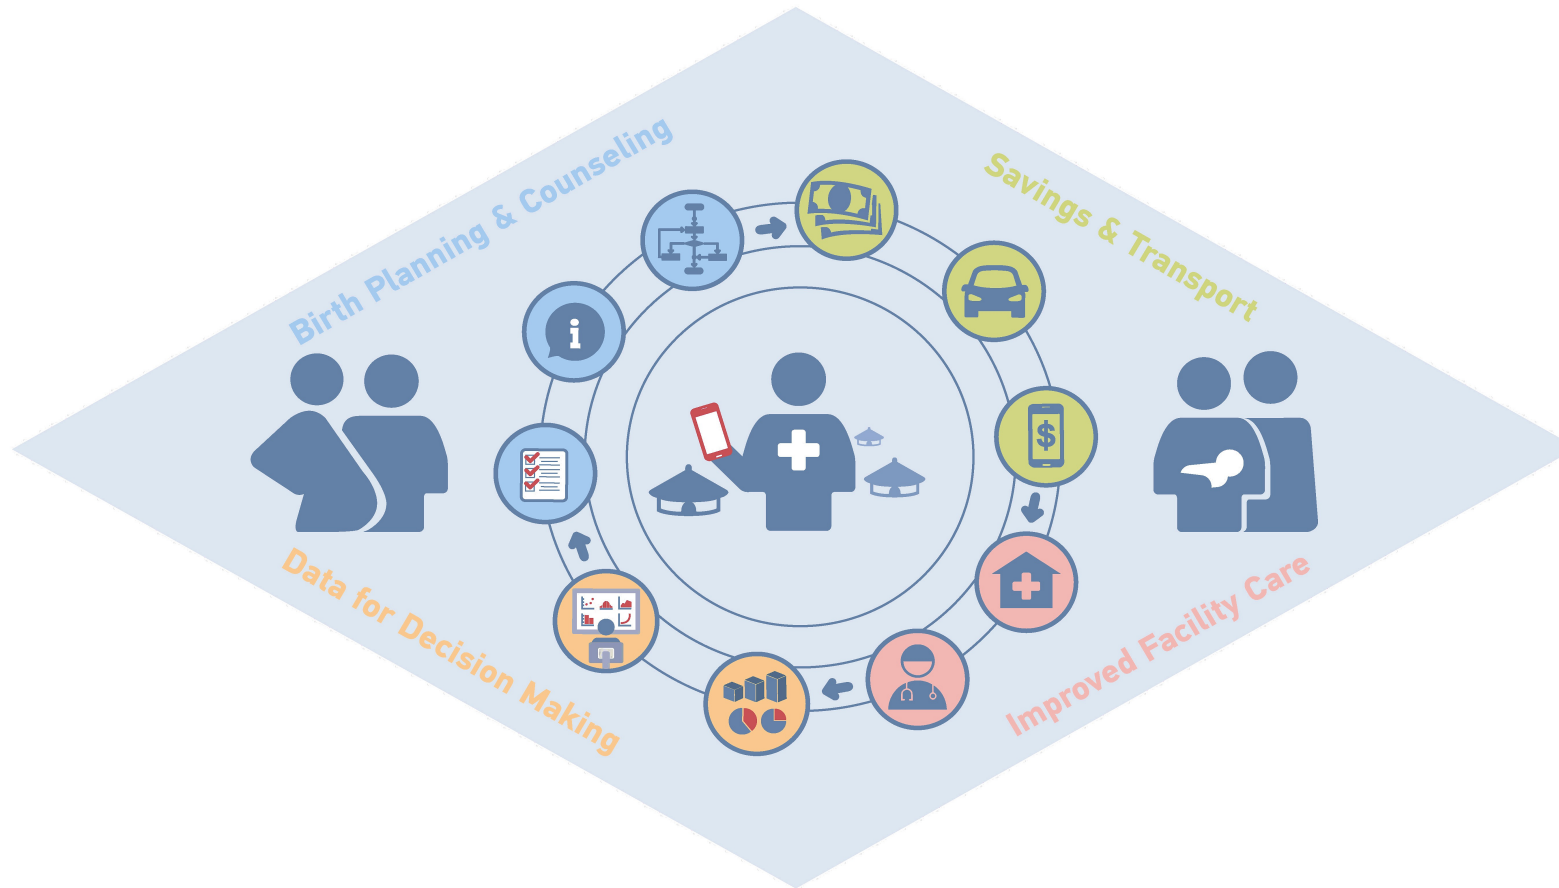 Birth Planning & Counseling
Savings & Transport
i
$
Data for Decision Making
Improved Facility Care